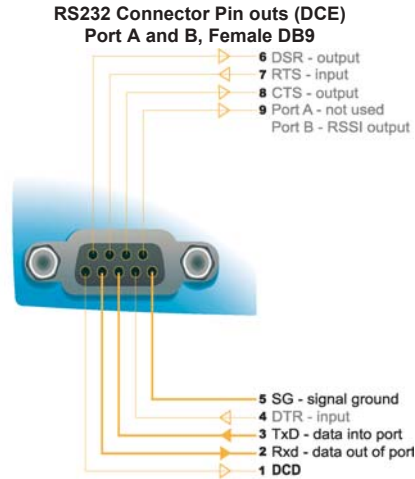 RS232 Connector Pin outs (DCE)
Port A and B, Female DB9
6 DSR - output
7 RTS - input
8 CTS - output
9 Port A - not used
Port B - RSSI output
5 SG - signal ground
4 DTR - input
3 TxD - data into port
2 Rxd - data out of port
1 DCD